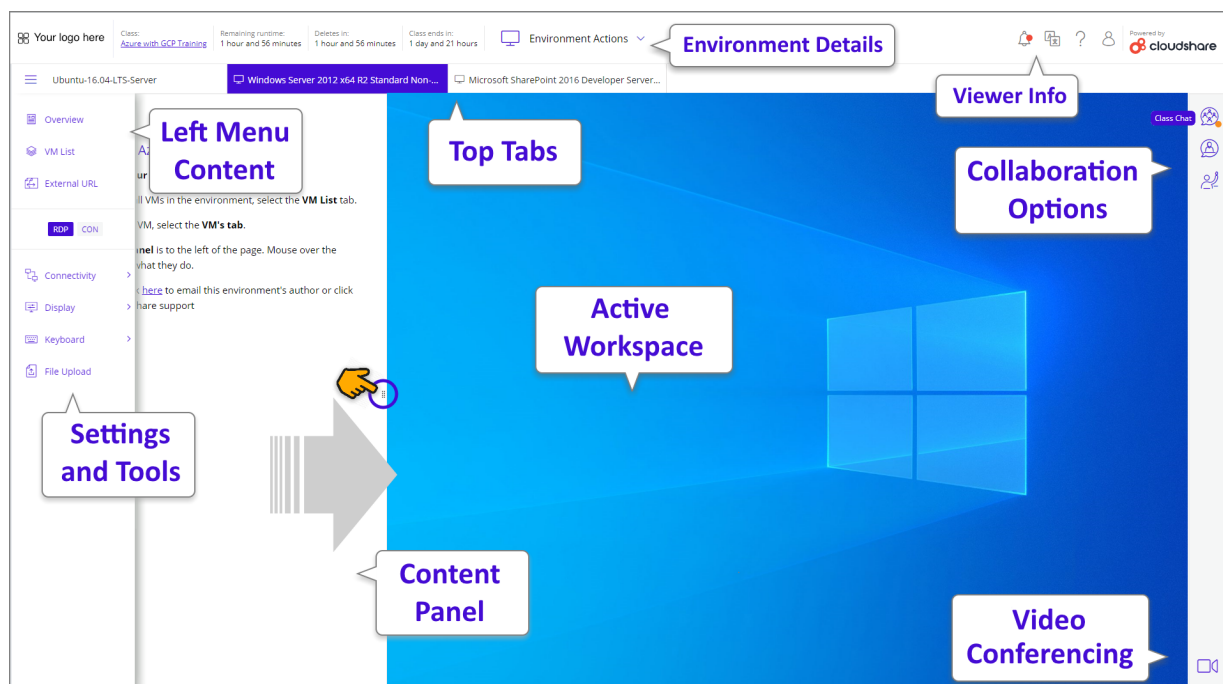 Your logo here
Class:
Azure with GCP Training
Remaining runtime:
1 hour and 56 minutes
Deletes in:
1 hour and 56 minutes
Class ends in:
1 day and 21 hours
Environment Actions
Environment Details
Powered by
cloudshare
Viewer Info
Ubuntu-16.04-LTS-Server
Windows Server 2012 x64 R2 Standard Non-...
Microsoft SharePoint 2016 Developer Server...
Top Tabs
Class Chat
Collaboration
Options
Overview
VM List
External URL
RDP
CON
Left Menu
Content
Az
ur
ll VMs in the environment, select the VM List tab.
VM, select the VM's tab.
nel is to the left of the page. Mouse over the
what they do.
here to email this environment's author or click
hare support
Connectivity
Display
Keyboard
File Upload
Settings
and Tools
Active
Workspace
Content
Panel
Video
Conferencing